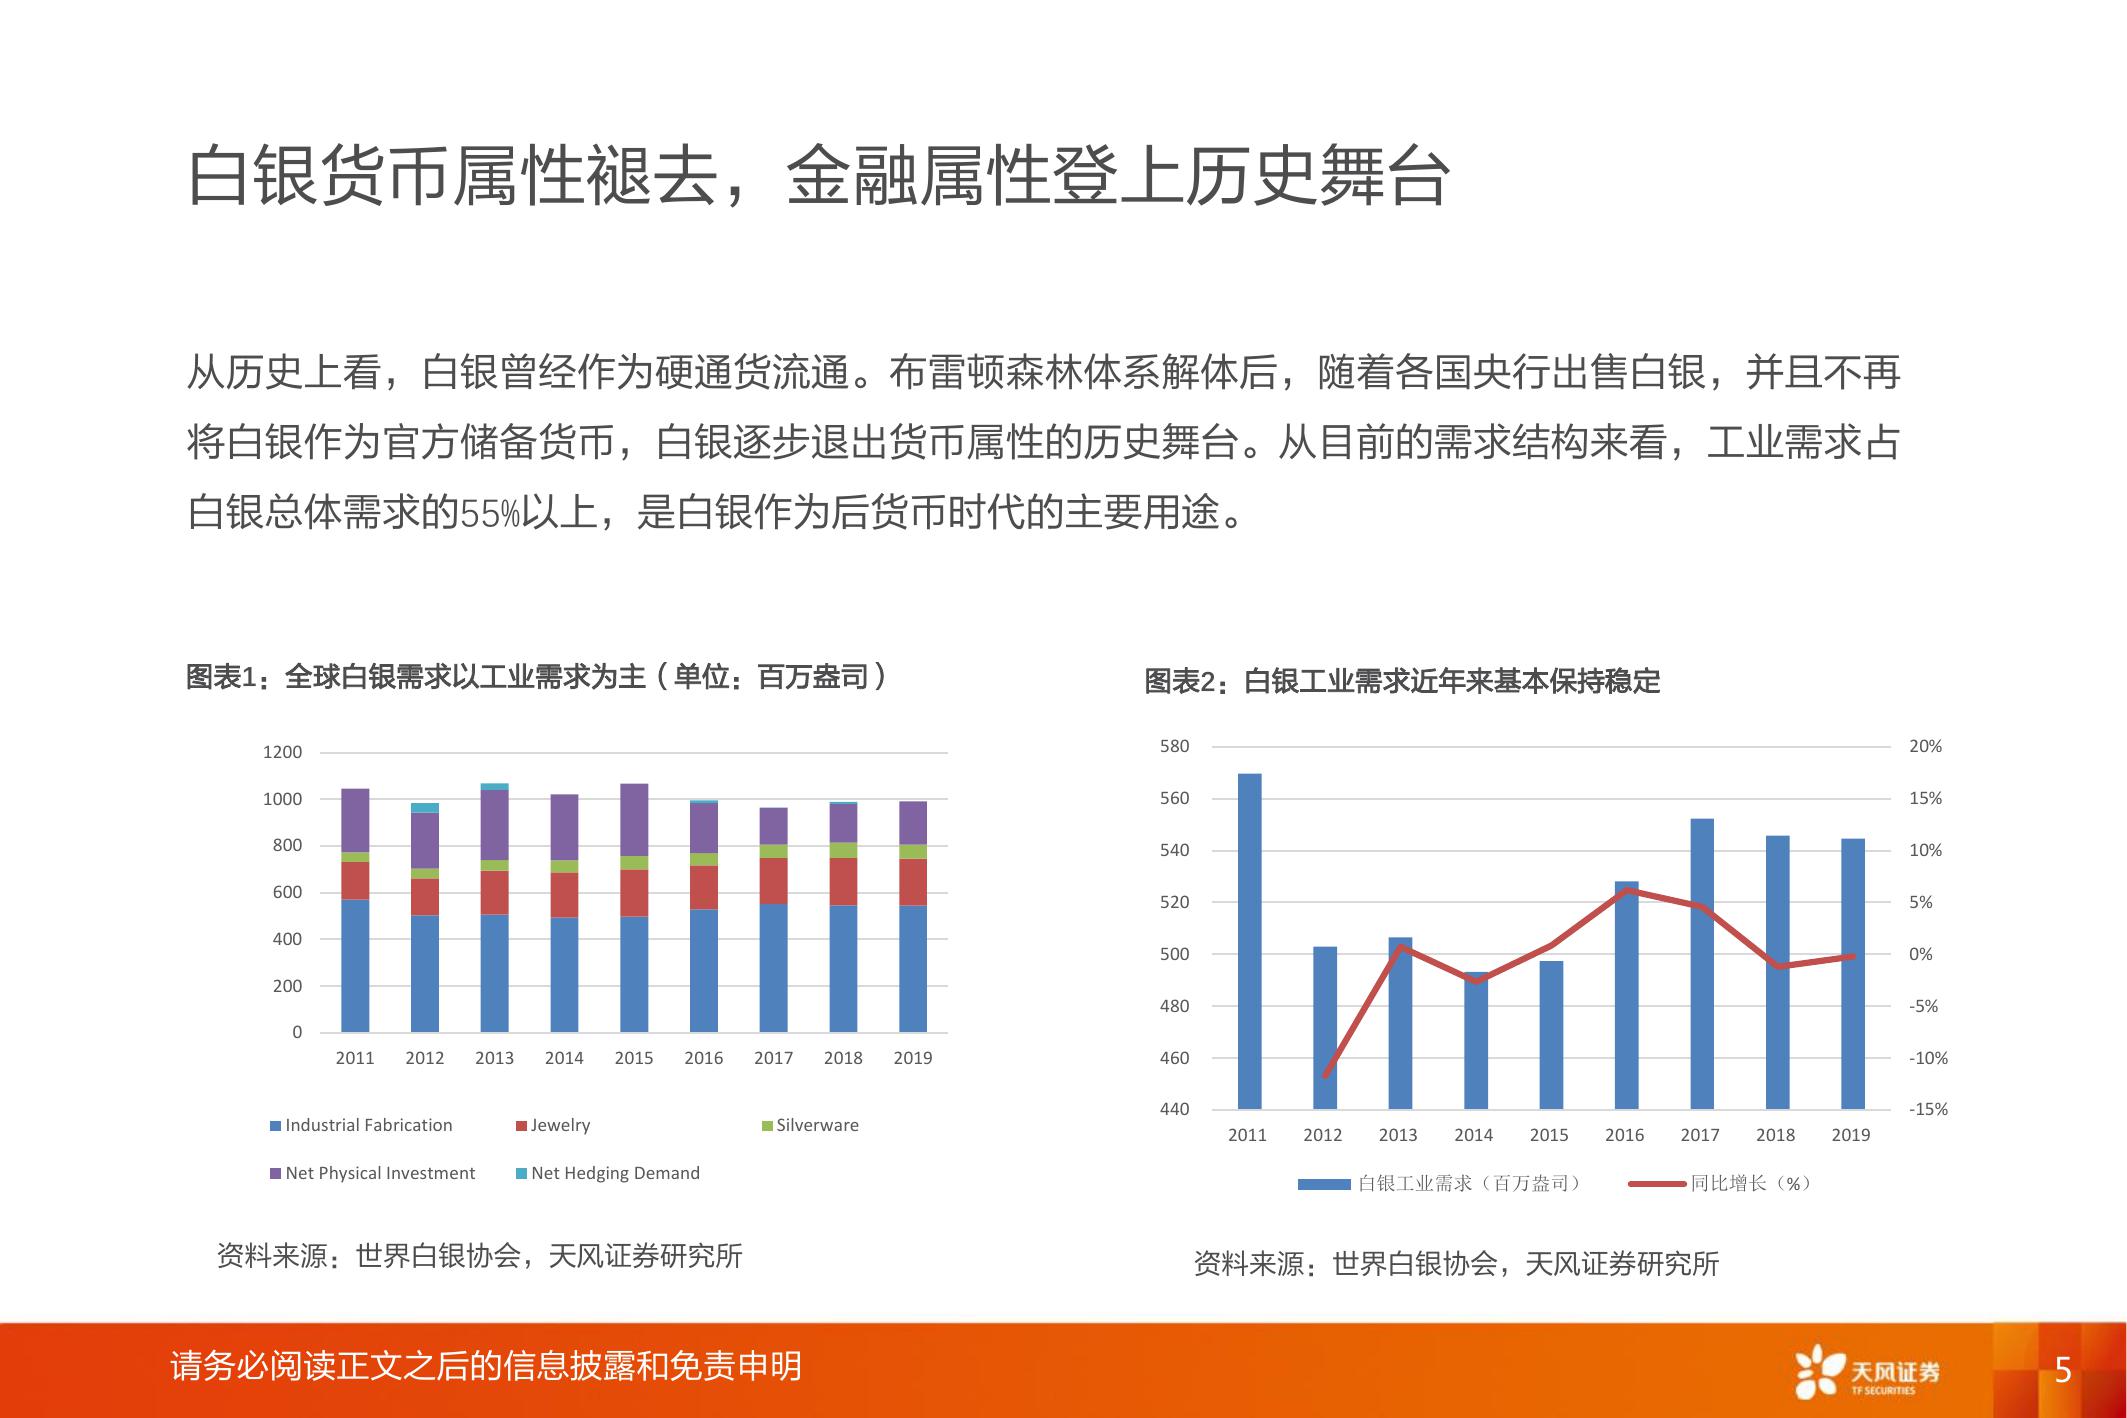 白银货币属性褪去，金融属性登上历史舞台
从历史上看，白银曾经作为硬通货流通。布雷顿森林体系解体后，随着各国央行出售白银，并且不再
将白银作为官方储备货币，白银逐步退出货币属性的历史舞台。从目前的需求结构来看，工业需求占
白银总体需求的55%以上，是白银作为后货币时代的主要用途。
图表1：全球白银需求以工业需求为主（单位：百万盎司）
1200
1000
800
600
400
200
0
2011 2012 2013 2014 2015 2016 2017 2018 2019
Industrial Fabrication Jewelry Silverware
Net Physical Investment Net Hedging Demand
资料来源：世界白银协会，天风证券研究所
图表2：白银工业需求近年来基本保持稳定
580 20%
560 15%
540 10%
520 5%
500 0%
480 -5%
460 -10%
440 -15%
2011 2012 2013 2014 2015 2016 2017 2018 2019
白银工业需求（百万盎司） 同比增长（%）
资料来源：世界白银协会，天风证券研究所
请务必阅读正文之后的信息披露和免责申明
天风证券
TF SECURITIES
5